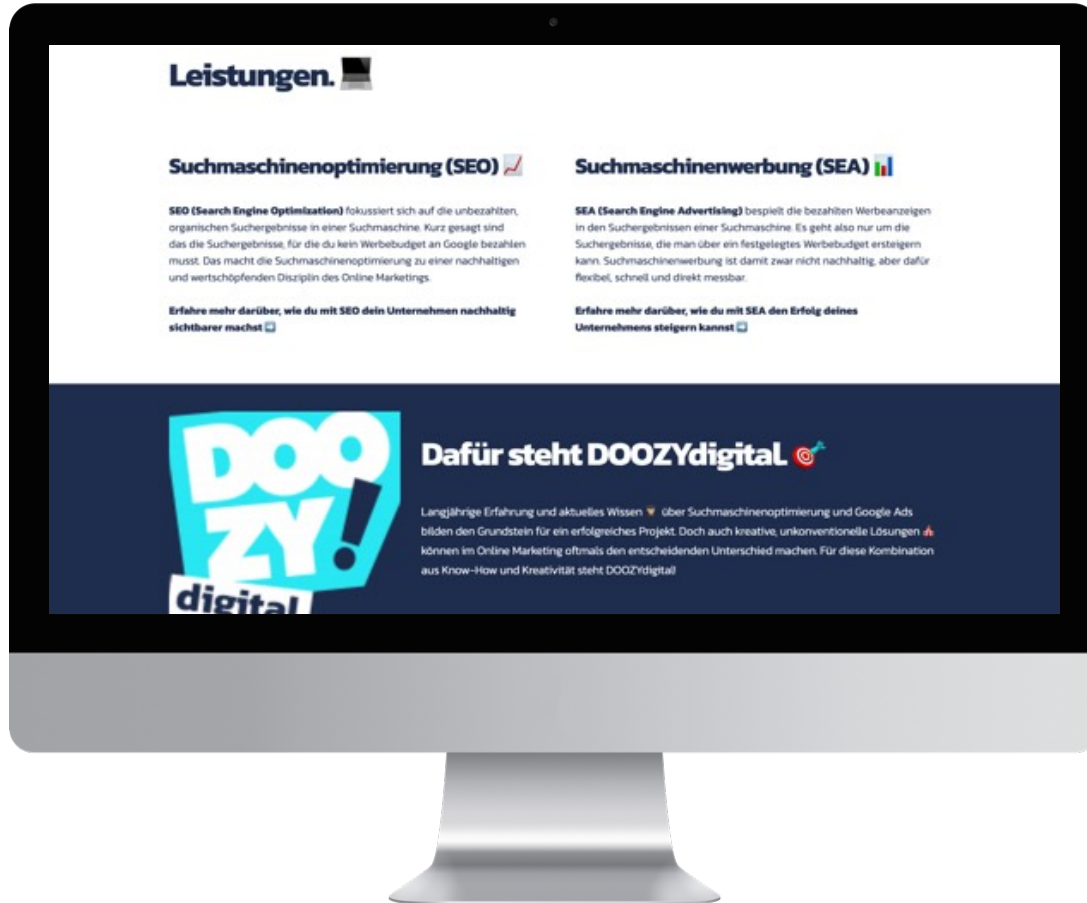 Leistungen. 💻
Suchmaschinenoptimierung (SEO) 📈
SEO (Search Engine Optimization) fokussiert sich auf die unbezahlten,
organischen Suchergebnisse in einer Suchmaschine. Kurz gesagt sind
das die Suchergebnisse, für die du kein Werbebudget an Google bezahlen
musst. Das macht die Suchmaschinenoptimierung zu einer nachhaltigen
und wertschöpfenden Disziplin des Online Marketings.
Erfahre mehr darüber, wie du mit SEO dein Unternehmen nachhaltig
sichtbarer machst ➡️
Suchmaschinenwerbung (SEA) 📊
SEA (Search Engine Advertising) bespielt die bezahlten Werbeanzeigen
in den Suchergebnissen einer Suchmaschine. Es geht also nur um die
Suchergebnisse, die man über ein festgelegtes Werbebudget ersteigern
kann. Suchmaschinenwerbung ist damit zwar nicht nachhaltig, aber dafür
flexibel, schnell und direkt messbar.
Erfahre mehr darüber, wie du mit SEA den Erfolg deines
Unternehmens steigern kannst ➡️
DOO
ZY!
digital
Dafür steht DOOZYdigital. 🎯
Langjährige Erfahrung und aktuelles Wissen über Suchmaschinenoptimierung und Google Ads
bilden den Grundstein für ein erfolgreiches Projekt. Doch auch kreative, unkonventionelle Lösungen 🎪
können im Online Marketing oftmals den entscheidenden Unterschied machen. Für diese Kombination
aus Know-How und Kreativität steht DOOZYdigital!